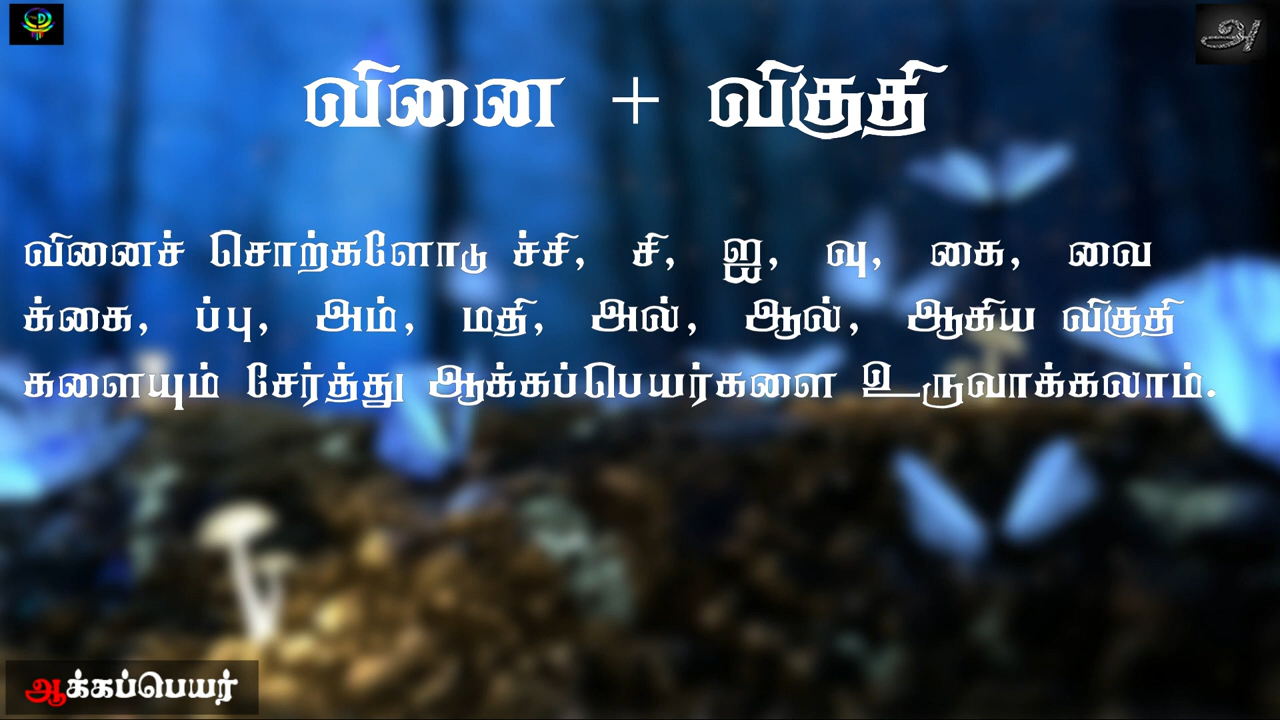 வினை + விகுதி
வினைச் சொற்களோடு ச்சி, சி, ஐ, வு, கை, வை
க்கை, ப்பு, அம், மதி, அல், ஆல், ஆகிய விகுதி
களையும் சேர்த்து ஆக்கப்பெயர்களை உருவாக்கலாம்.
ஆக்கப்பெயர்
அ
D